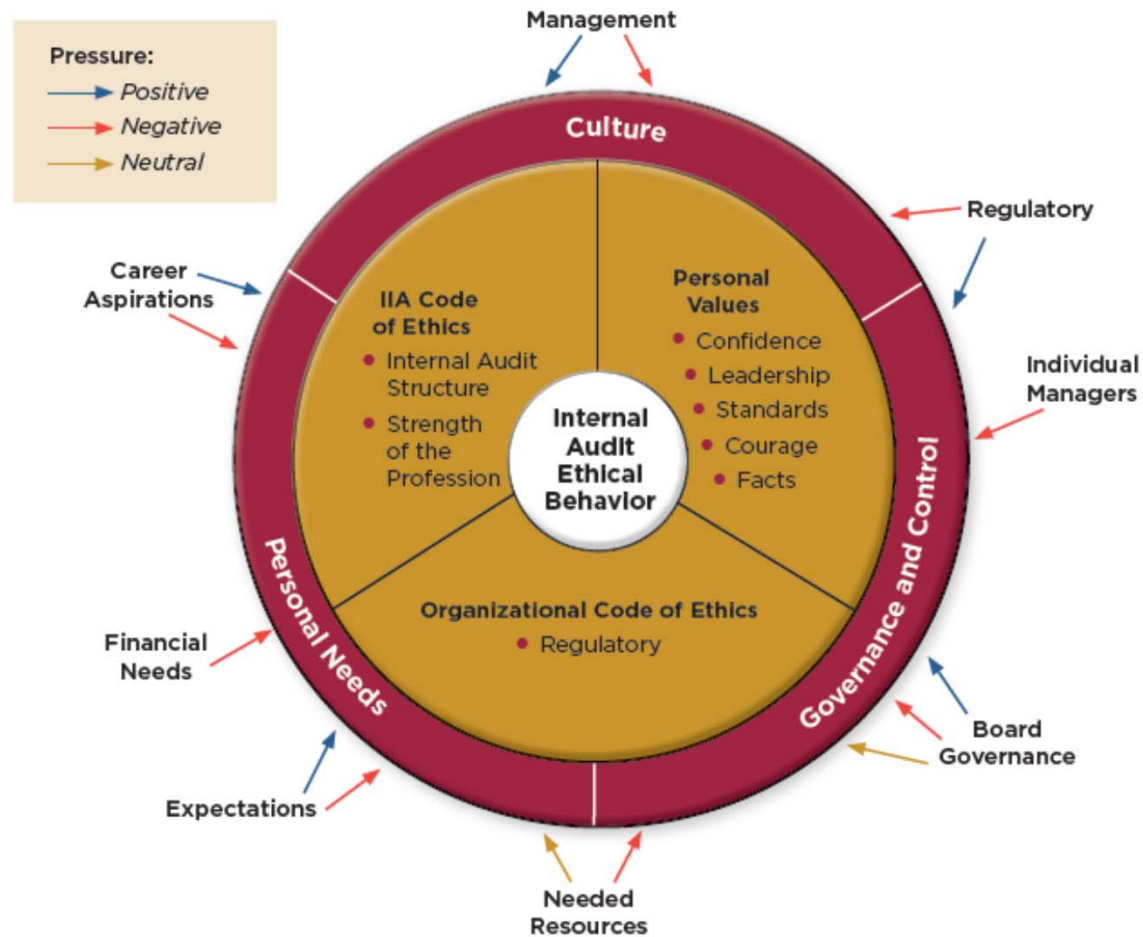 Management
Pressure:
Positive
Negative
Neutral
Culture
Regulatory
Career
Aspirations
IIA Code
of Ethics
• Internal Audit
Structure
• Strength
of the
Profession
Personal
Values
• Confidence
• Leadership
• Standards
• Courage
• Facts
Internal
Audit
Ethical
Behavior
Individual
Managers
Organizational Code of Ethics
• Regulatory
Personal Needs
Governance and Control
Financial
Needs
Board
Governance
Expectations
Needed
Resources